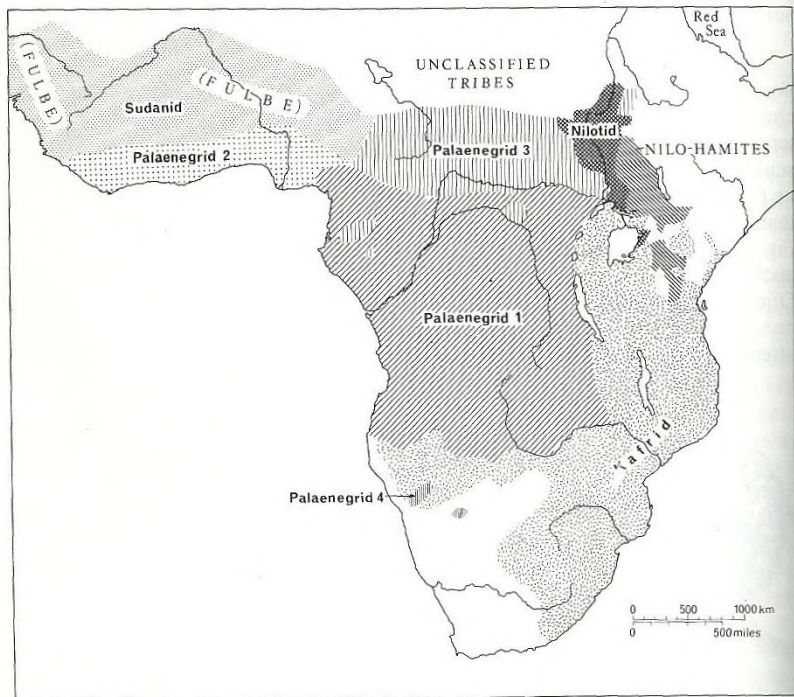 Red
Sea
UNCLASSIFIED
TRIBES
(FULBE)
(FULBE)
Sudanid
Nilotid
Palaenegrid 2
Palaenegrid 3
NILO-HAMITES
Palaenegrid 1
Kafrid
Palaenegrid 4
0 500 1000 km
0 500 miles